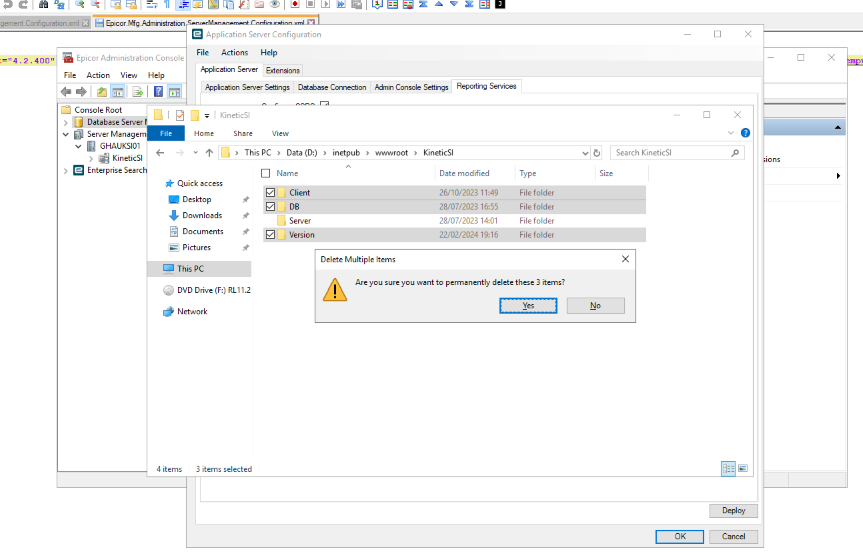 gement Configuration.xml
Epicor.Mfg.Administration.ServerManagement.Configuration.xml
="4.2.400"
Epicor Administration Console
File Action View Help
Console Root
Database Server
Server Managem
GHAUKSI01
KineticSI
Enterprise Search
Application Server Configuration
File Actions Help
Application Server Extensions
Application Server Settings Database Connection Admin Console Settings Reporting Services
sions
KineticSI
File Home Share View
This PC > Data (D:) > inetpub > wwwroot > KineticSI
Search KineticSI
Name Date modified Type Size
Quick access
Desktop
Downloads
Documents
Pictures
This PC
DVD Drive (F:) RL11.2
Network
Client 26/10/2023 11:49 File folder
DB 28/07/2023 16:55 File folder
Server 28/07/2023 14:01 File folder
Version 22/02/2024 19:16 File folder
Delete Multiple Items
Are you sure you want to permanently delete these 3 items?
Yes No
4 items 3 items selected
Deploy
OK Cancel